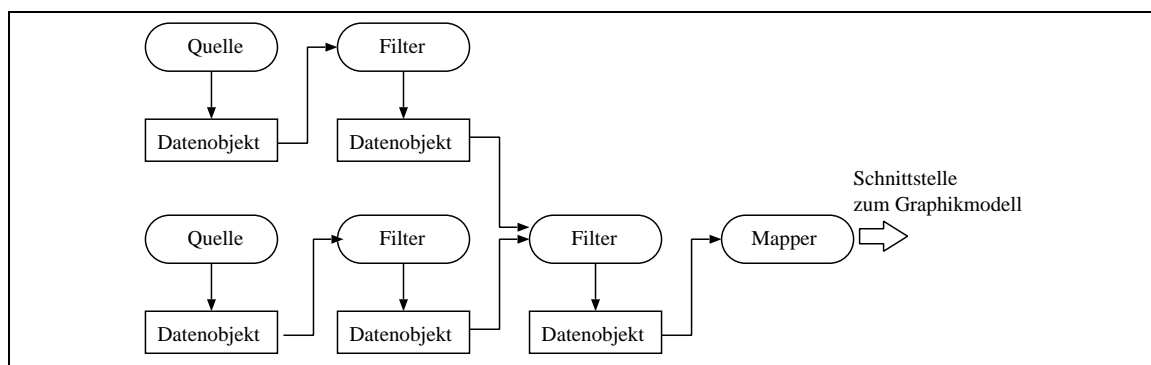 Quelle
Filter
Datenobjekt
Datenobjekt
Schnittstelle
zum Graphikmodell
Quelle
Filter
Filter
Mapper
Datenobjekt
Datenobjekt
Datenobjekt